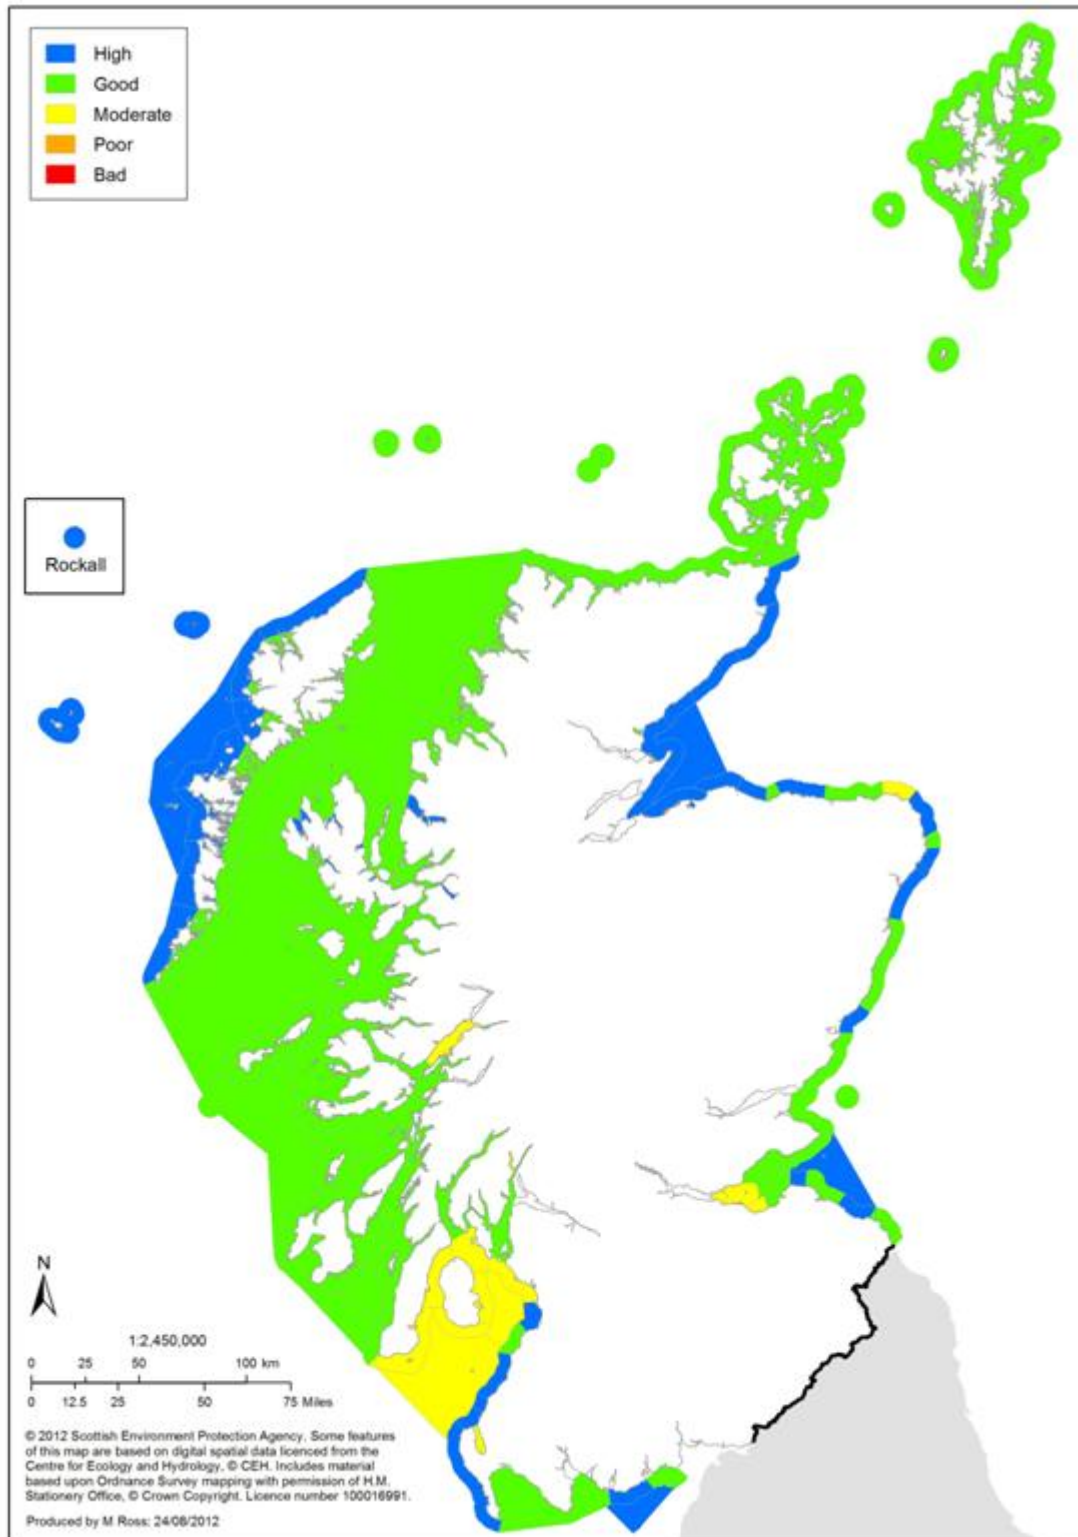 High
Good
Moderate
Poor
Bad
Rockall
N
1:2,450,000
0 25 50 100 km
0 12.5 25 50 75 Miles
© 2012 Scottish Environment Protection Agency. Some features
of this map are based on digital spatial data licenced from the
Centre for Ecology and Hydrology, © CEH. Includes material
based upon Ordnance Survey mapping with permission of H.M.
Stationery Office, © Crown Copyright. Licence number 100016991.
Produced by M Ross: 24/08/2012